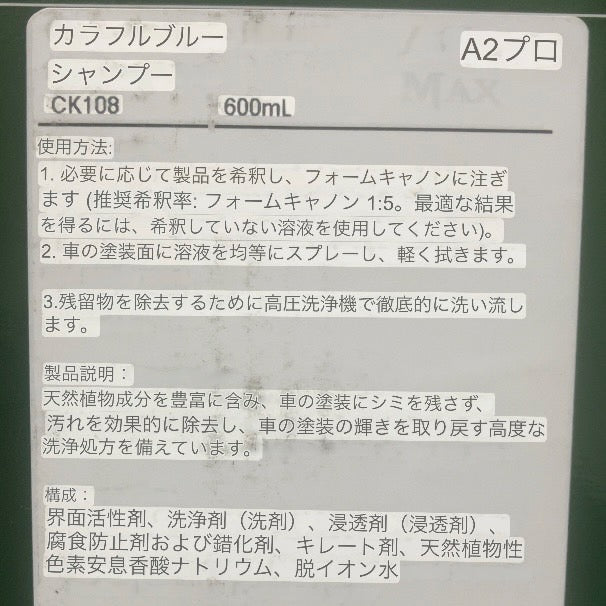 カラフルブルー
A2プロ
シャンプー
CK108 600mL
使用方法:
1. 必要に応じて製品を希釈し、フォームキャノンに注ぎ
ます (推奨希釈率: フォームキャノン 1:5。最適な結果
を得るには、希釈していない溶液を使用してください)。
2. 車の塗装面に溶液を均等にスプレーし、軽く拭きます。
3.残留物を除去するために高圧洗浄機で徹底的に洗い流し
ます。
製品説明：
天然植物成分を豊富に含み、車の塗装にシミを残さず、
汚れを効果的に除去し、車の塗装の輝きを取り戻す高度な
洗浄処方を備えています。
構成：
界面活性剤、洗浄剤（洗剤）、浸透剤（浸透剤）、
腐食防止剤および錯化剤、キレート剤、天然植物性
色素安息香酸ナトリウム、脱イオン水